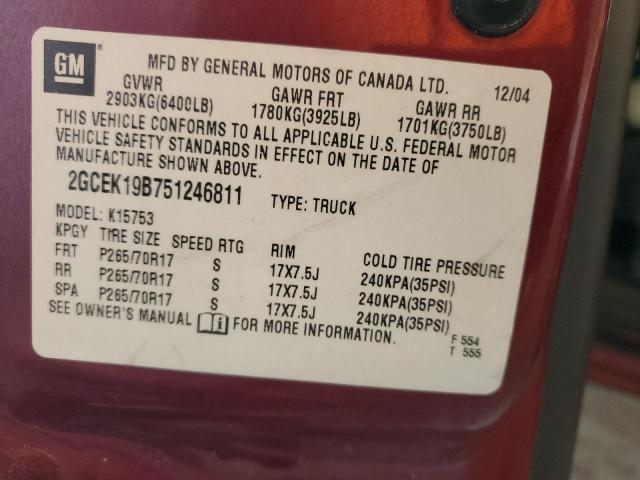 GM
MFD BY GENERAL MOTORS OF CANADA LTD. 12/04
GVWR GAWR FRT GAWR RR
2903KG(6400LB) 1780KG(3925LB) 1701KG(3750LB)
THIS VEHICLE CONFORMS TO ALL APPLICABLE U.S. FEDERAL MOTOR
VEHICLE SAFETY STANDARDS IN EFFECT ON THE DATE OF
MANUFACTURE SHOWN ABOVE.
2GCEK19B751246811 TYPE: TRUCK
MODEL: K15753
KPGY TIRE SIZE SPEED RTG RIM COLD TIRE PRESSURE
FRT P265/70R17 S 17X7.5J 240KPA(35PSI)
RR P265/70R17 S 17X7.5J 240KPA(35PSI)
SPA P265/70R17 S 17X7.5J 240KPA(35PSI)
SEE OWNER'S MANUAL FOR MORE INFORMATION.
F 554
T 555